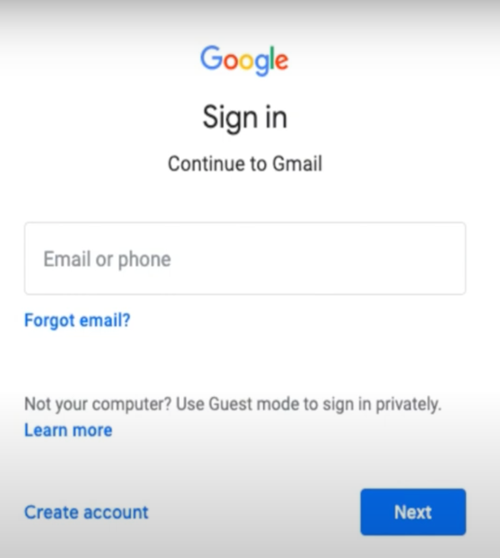 Google
Sign in
Continue to Gmail
Email or phone
Forgot email?
Not your computer? Use Guest mode to sign in privately.
Learn more
Create account
Next